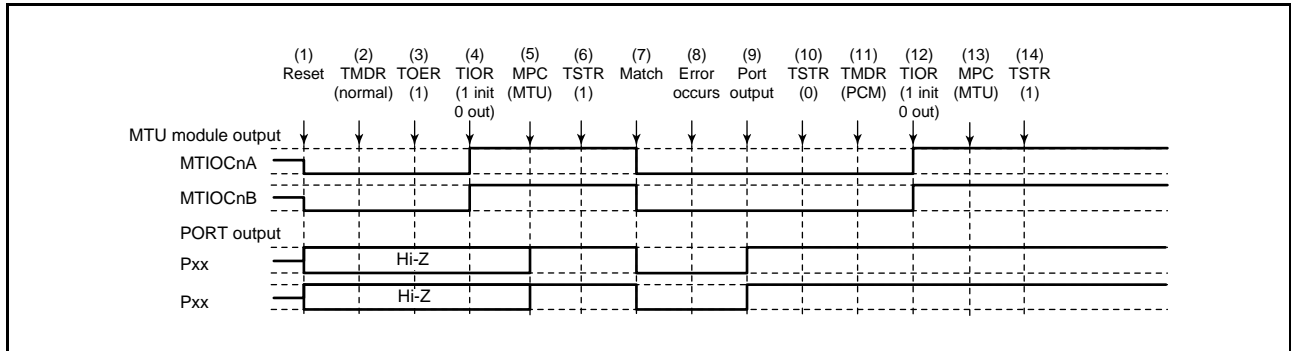 (1) (2) (3) (4) (5) (6) (7) (8) (9) (10) (11) (12) (13) (14)
Reset TMDR TOER TIOR MPC TSTR Match Error Port TSTR TMDR TIOR MPC TSTR
(normal) (1) (1 init (MTU) (1) occurs output (0) (PCM) (1 init (MTU) (1)
0 out) 0 out)
MTU module output
MTIOCnA
MTIOCnB
PORT output
Pxx Hi-Z
Pxx Hi-Z